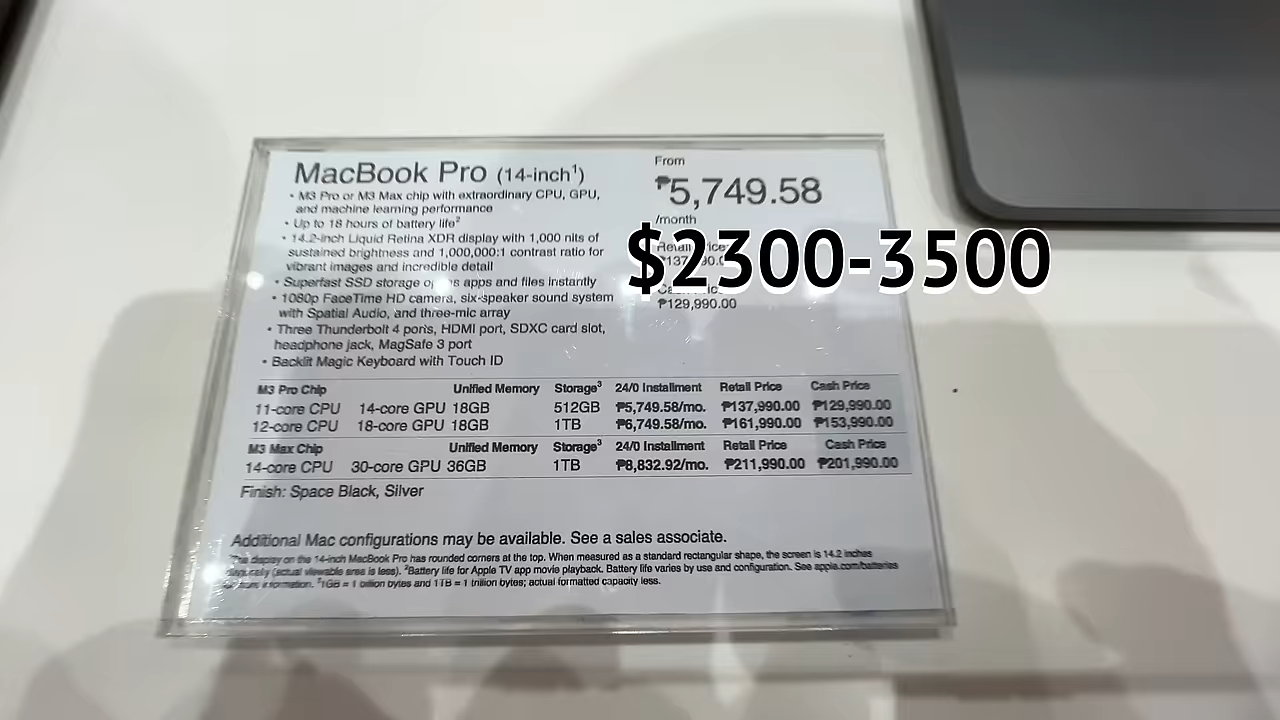 MacBook Pro (14-inch¹)
• M3 Pro or M3 Max chip with extraordinary CPU, GPU,
and machine learning performance
• Up to 18 hours of battery life²
• 14.2-inch Liquid Retina XDR display with 1,000 nits of
sustained brightness and 1,000,000:1 contrast ratio for
vibrant images and incredible detail
• Superfast SSD storage apps and files instantly
• 1080p FaceTime HD camera, six-speaker sound system
with Spatial Audio, and three-mic array
• Three Thunderbolt 4 ports, HDMI port, SDXC card slot,
headphone jack, MagSafe 3 port
• Backlit Magic Keyboard with Touch ID
From
₱5,749.58
/month
Retail Price
$2300-3500
₱129,990.00
M3 Pro Chip Unified Memory Storage³ 24/0 Installment Retail Price Cash Price
11-core CPU 14-core GPU 18GB 512GB ₱5,749.58/mo. ₱137,990.00 ₱129,990.00
12-core CPU 18-core GPU 18GB 1TB ₱6,749.58/mo. ₱161,990.00 ₱153,990.00
M3 Max Chip Unified Memory Storage³ 24/0 Installment Retail Price Cash Price
14-core CPU 30-core GPU 36GB 1TB ₱8,832.92/mo. ₱211,990.00 ₱201,990.00
Finish: Space Black, Silver
Additional Mac configurations may be available. See a sales associate.
¹The display on the 14-inch MacBook Pro has rounded corners at the top. When measured as a standard rectangular shape, the screen is 14.2 inches
diagonally (actual viewable area is less). ²Battery life for Apple TV app movie playback. Battery life varies by use and configuration. See apple.com/batteries
for more information. ³1GB = 1 billion bytes and 1TB = 1 trillion bytes; actual formatted capacity less.